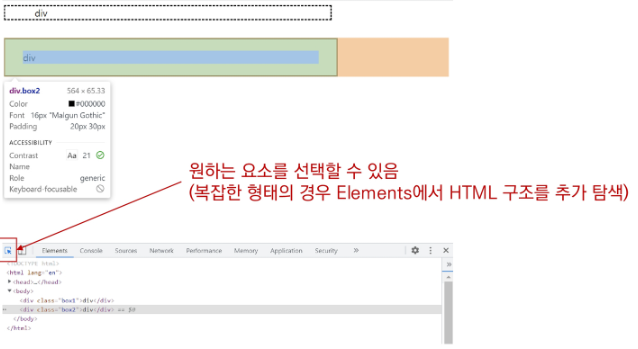 div
div
div.box2 564 × 65.33
Color #000000
Font 16px "Malgun Gothic"
Padding 20px 30px
ACCESSIBILITY
Contrast Aa 21
Name
Role generic
Keyboard-focusable
원하는 요소를 선택할 수 있음
(복잡한 형태의 경우 Elements에서 HTML 구조를 추가 탐색)
Elements Console Sources Network Performance Memory Application Security »
<!DOCTYPE html>
<html lang="en">
▶<head>…</head>
▼<body>
<div class="box1">div</div>
<div class="box2">div</div> == $0
</body>
</html>